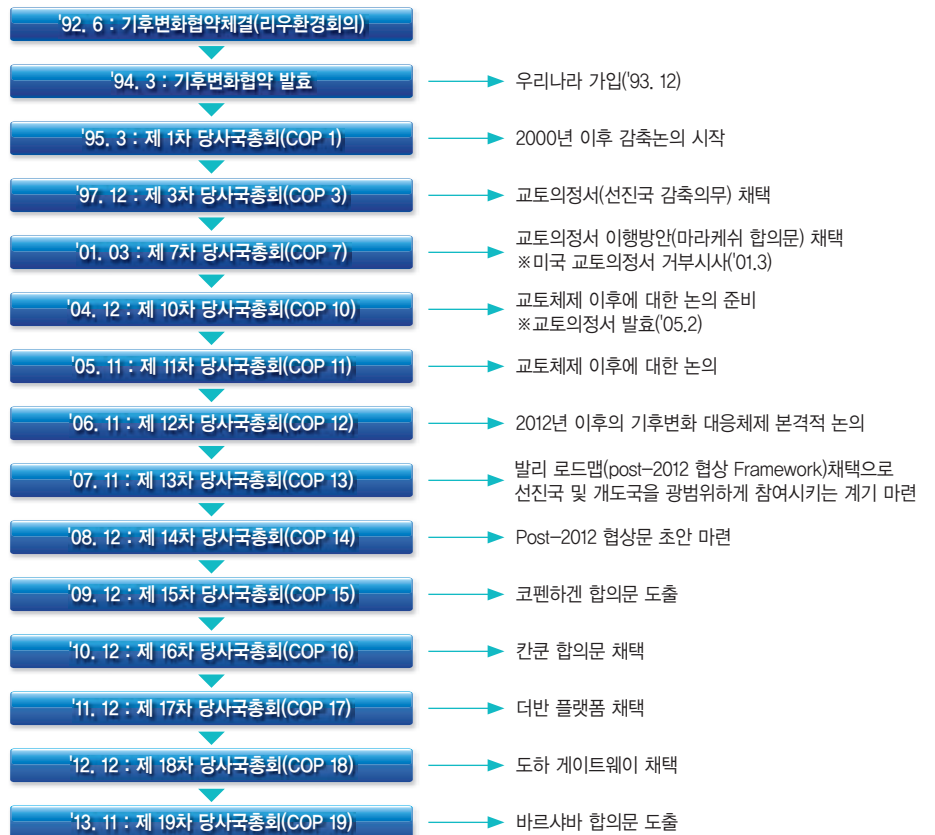 '92. 6 : 기후변화협약체결(리우환경회의)
'94. 3 : 기후변화협약 발효
우리나라 가입('93. 12)
'95. 3 : 제 1차 당사국총회(COP 1)
2000년 이후 감축논의 시작
'97. 12 : 제 3차 당사국총회(COP 3)
교토의정서(선진국 감축의무) 채택
'01. 03 : 제 7차 당사국총회(COP 7)
교토의정서 이행방안(마라케쉬 합의문) 채택
※미국 교토의정서 거부시사('01.3)
'04. 12 : 제 10차 당사국총회(COP 10)
교토체제 이후에 대한 논의 준비
※교토의정서 발효('05.2)
'05. 11 : 제 11차 당사국총회(COP 11)
교토체제 이후에 대한 논의
'06. 11 : 제 12차 당사국총회(COP 12)
2012년 이후의 기후변화 대응체제 본격적 논의
'07. 11 : 제 13차 당사국총회(COP 13)
발리 로드맵(post-2012 협상 Framework)채택으로
선진국 및 개도국을 광범위하게 참여시키는 계기 마련
'08. 12 : 제 14차 당사국총회(COP 14)
Post-2012 협상문 초안 마련
'09. 12 : 제 15차 당사국총회(COP 15)
코펜하겐 합의문 도출
'10. 12 : 제 16차 당사국총회(COP 16)
칸쿤 합의문 채택
'11. 12 : 제 17차 당사국총회(COP 17)
더반 플랫폼 채택
'12. 12 : 제 18차 당사국총회(COP 18)
도하 게이트웨이 채택
'13. 11 : 제 19차 당사국총회(COP 19)
바르샤바 합의문 도출